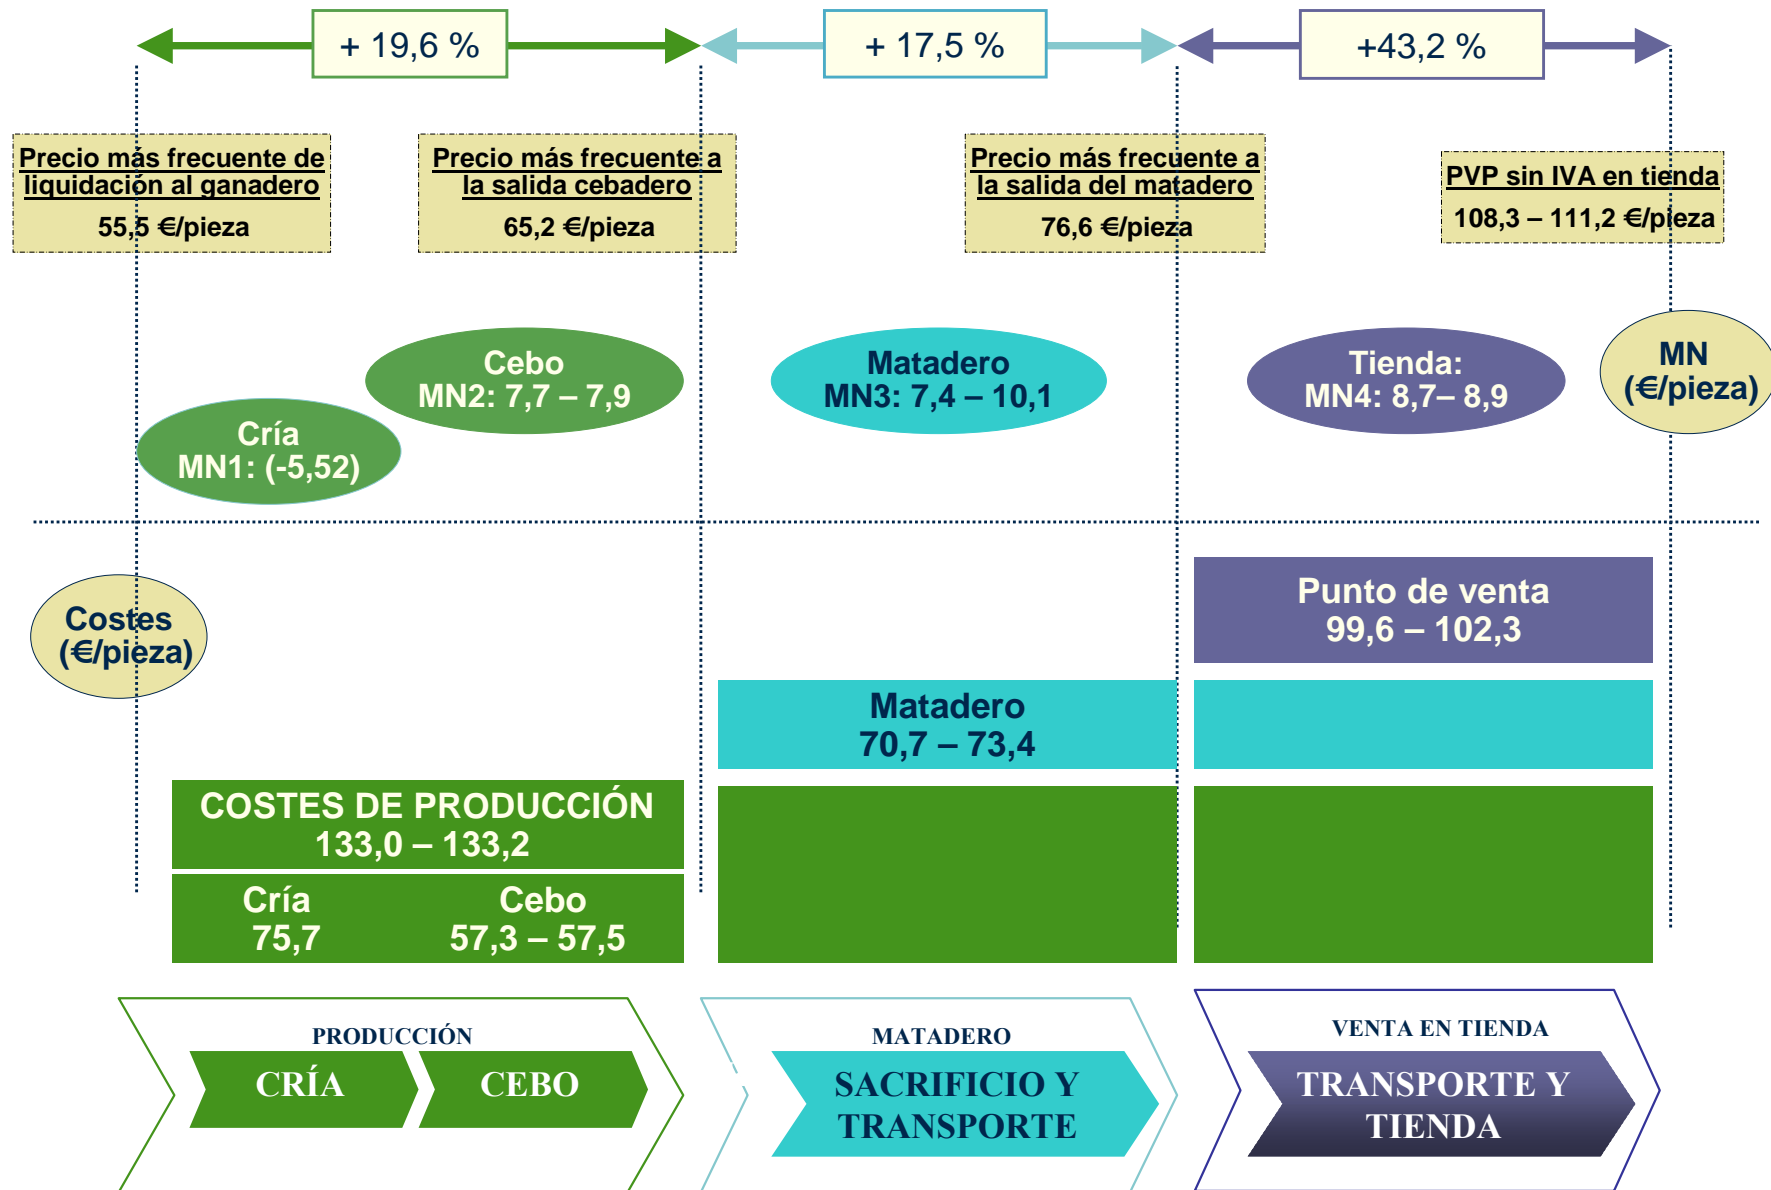 + 19,6 %
+ 17,5 %
+43,2 %
Precio más frecuente de
liquidación al ganadero
55,5 €/pieza
Precio más frecuente a
la salida cebadero
65,2 €/pieza
Precio más frecuente a
la salida del matadero
76,6 €/pieza
PVP sin IVA en tienda
108,3 – 111,2 €/pieza
Cría
MN1: (-5,52)
Cebo
MN2: 7,7 – 7,9
Matadero
MN3: 7,4 – 10,1
Tienda:
MN4: 8,7– 8,9
MN
(€/pieza)
Costes
(€/pieza)
Punto de venta
99,6 – 102,3
Matadero
70,7 – 73,4
COSTES DE PRODUCCIÓN
133,0 – 133,2
Cría
75,7
Cebo
57,3 – 57,5
PRODUCCIÓN
CRÍA
CEBO
MATADERO
SACRIFICIO Y
TRANSPORTE
VENTA EN TIENDA
TRANSPORTE Y
TIENDA